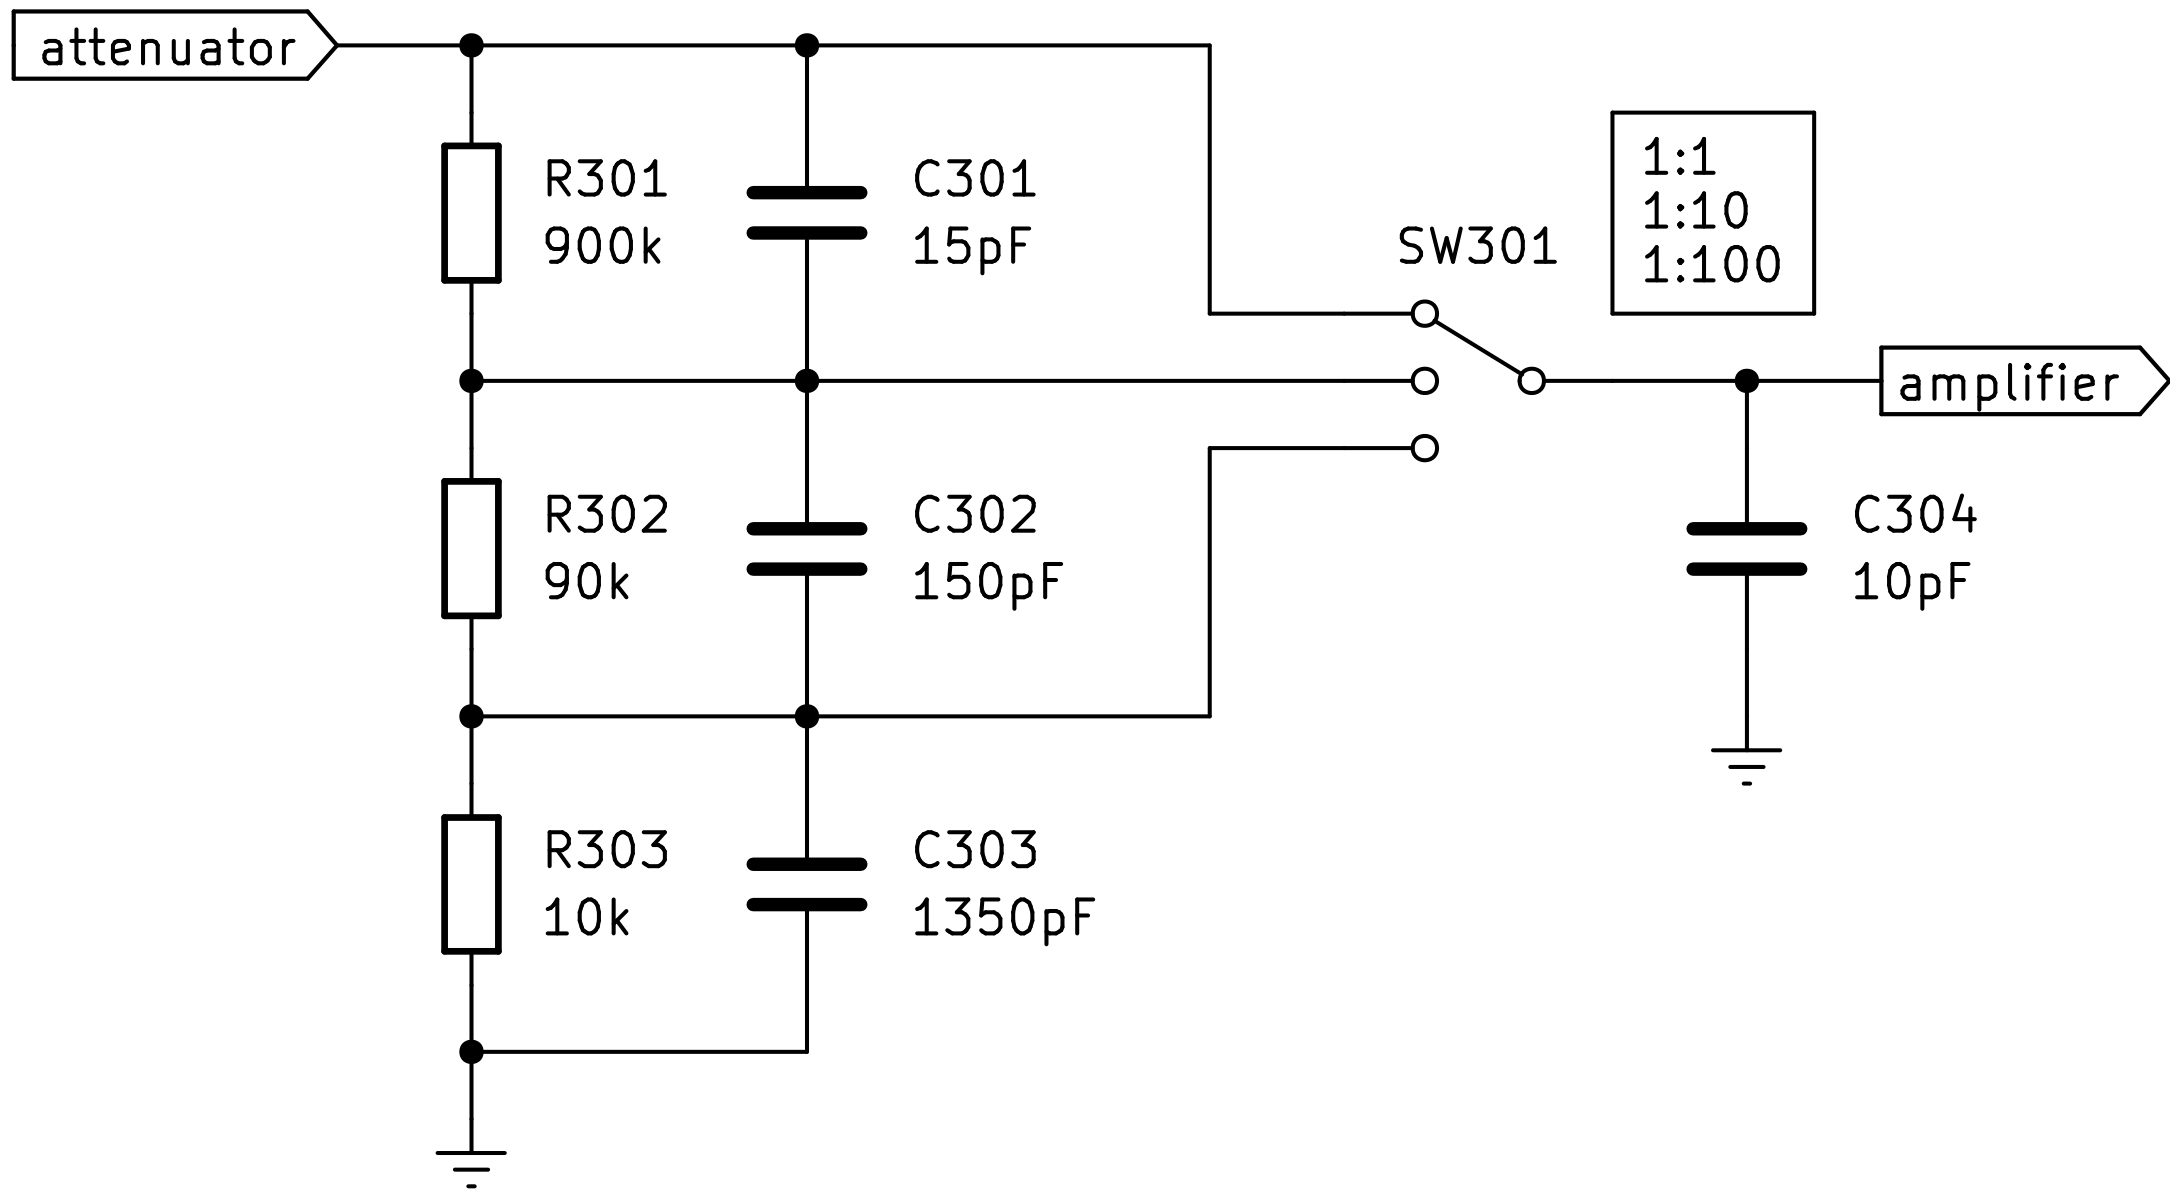 attenuator
R301
900k
C301
15pF
SW301
1:1
1:10
1:100
amplifier
R302
90k
C302
150pF
C304
10pF
R303
10k
C303
1350pF